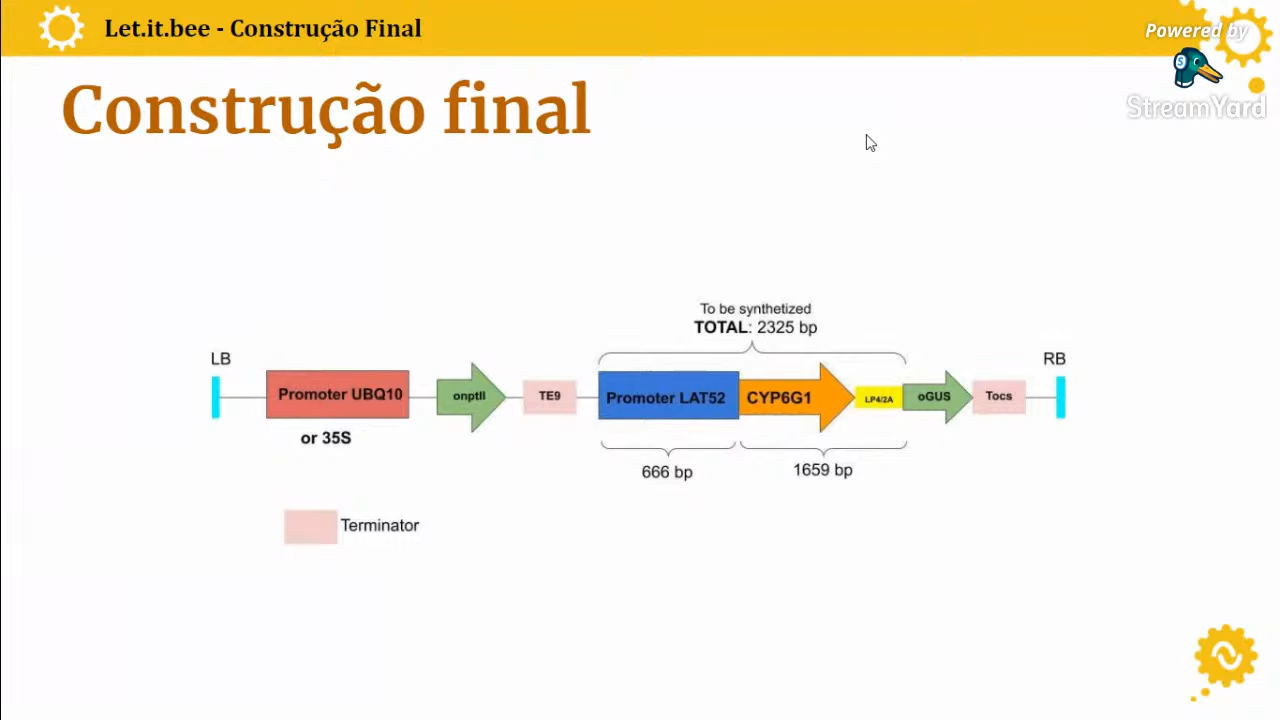 Let.it.bee - Construção Final
Powered by
StreamYard
Construção final
To be synthetized
TOTAL: 2325 bp
LB
RB
Promoter UBQ10
onptII
TE9
Promoter LAT52
CYP6G1
LP4/2A
oGUS
Tocs
or 35S
666 bp
1659 bp
Terminator